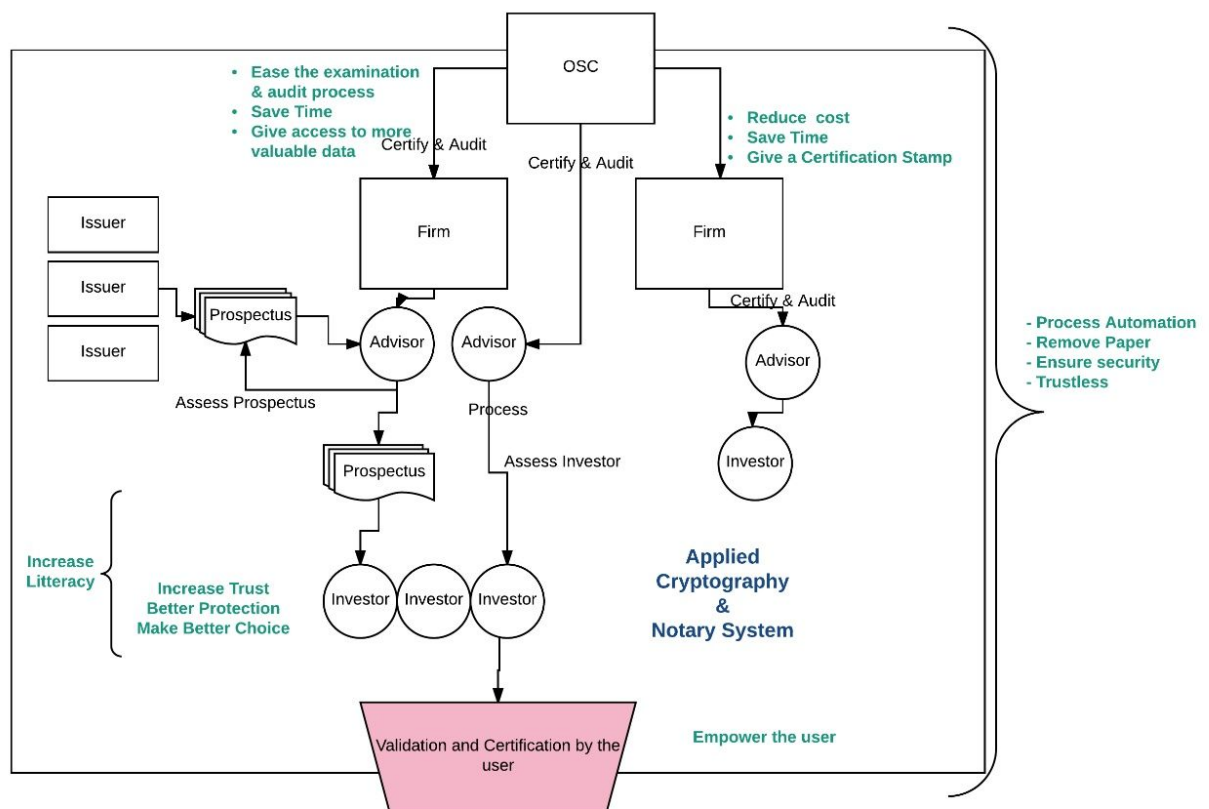 OSC
• Ease the examination
& audit process
• Save Time
• Give access to more
valuable data
Certify & Audit
Certify & Audit
• Reduce cost
• Save Time
• Give a Certification Stamp
Issuer
Issuer
Issuer
Firm
Firm
Prospectus
Advisor
Advisor
Certify & Audit
Advisor
Assess Prospectus
Process
Prospectus
Assess Investor
Investor
- Process Automation
- Remove Paper
- Ensure security
- Trustless
Increase
Litteracy
Increase Trust
Better Protection
Make Better Choice
Investor
Investor
Investor
Applied
Cryptography
&
Notary System
Validation and Certification by the
user
Empower the user